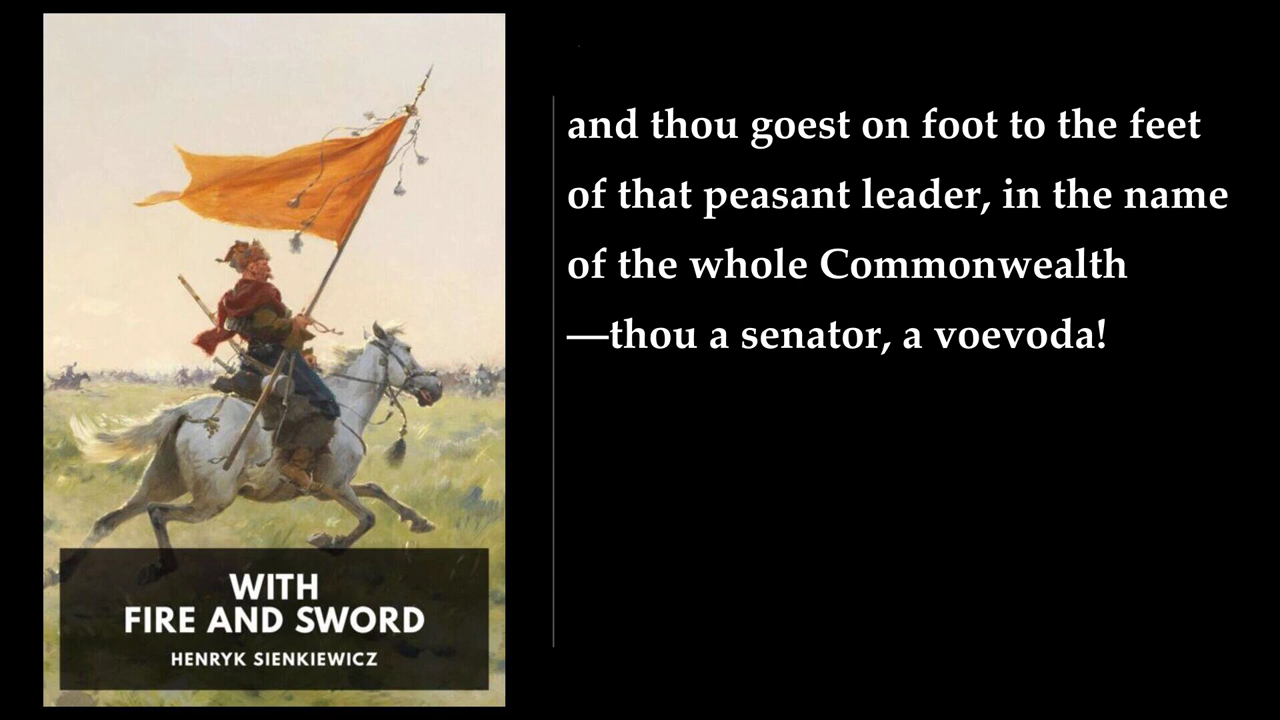 WITH
FIRE AND SWORD
HENRYK SIENKIEWICZ
and thou goest on foot to the feet
of that peasant leader, in the name
of the whole Commonwealth
—thou a senator, a voevoda!